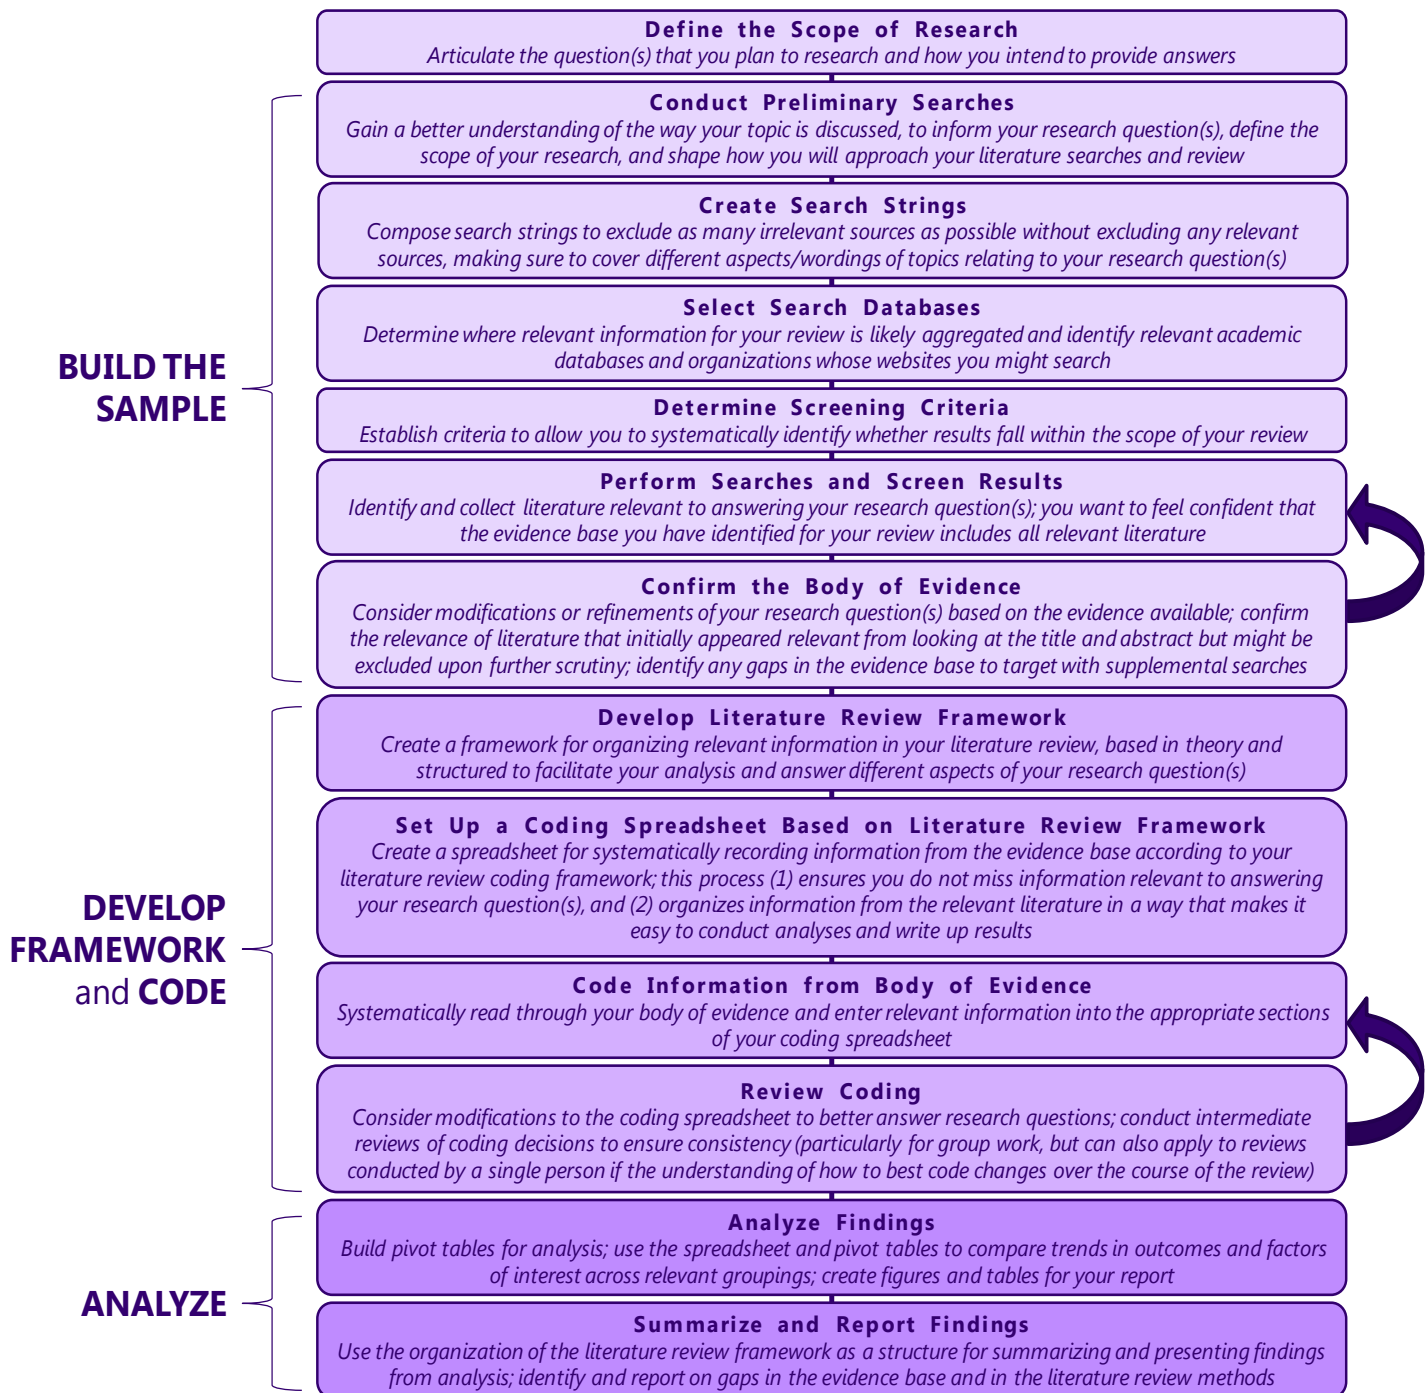 Define the Scope of Research
Articulate the question(s) that you plan to research and how you intend to provide answers
Conduct Preliminary Searches
Gain a better understanding of the way your topic is discussed, to inform your research question(s), define the
scope of your research, and shape how you will approach your literature searches and review
Create Search Strings
Compose search strings to exclude as many irrelevant sources as possible without excluding any relevant
sources, making sure to cover different aspects/wordings of topics relating to your research question(s)
Select Search Databases
Determine where relevant information for your review is likely aggregated and identify relevant academic
databases and organizations whose websites you might search
BUILD THE
SAMPLE
Determine Screening Criteria
Establish criteria to allow you to systematically identify whether results fall within the scope of your review
Perform Searches and Screen Results
Identify and collect literature relevant to answering your research question(s); you want to feel confident that
the evidence base you have identified for your review includes all relevant literature
Confirm the Body of Evidence
Consider modifications or refinements of your research question(s) based on the evidence available; confirm
the relevance of literature that initially appeared relevant from looking at the title and abstract but might be
excluded upon further scrutiny; identify any gaps in the evidence base to target with supplemental searches
Develop Literature Review Framework
Create a framework for organizing relevant information in your literature review, based in theory and
structured to facilitate your analysis and answer different aspects of your research question(s)
Set Up a Coding Spreadsheet Based on Literature Review Framework
Create a spreadsheet for systematically recording information from the evidence base according to your
literature review coding framework; this process (1) ensures you do not miss information relevant to answering
your research question(s), and (2) organizes information from the relevant literature in a way that makes it
easy to conduct analyses and write up results
DEVELOP
FRAMEWORK
and CODE
Code Information from Body of Evidence
Systematically read through your body of evidence and enter relevant information into the appropriate sections
of your coding spreadsheet
Review Coding
Consider modifications to the coding spreadsheet to better answer research questions; conduct intermediate
reviews of coding decisions to ensure consistency (particularly for group work, but can also apply to reviews
conducted by a single person if the understanding of how to best code changes over the course of the review)
Analyze Findings
Build pivot tables for analysis; use the spreadsheet and pivot tables to compare trends in outcomes and factors
of interest across relevant groupings; create figures and tables for your report
ANALYZE
Summarize and Report Findings
Use the organization of the literature review framework as a structure for summarizing and presenting findings
from analysis; identify and report on gaps in the evidence base and in the literature review methods